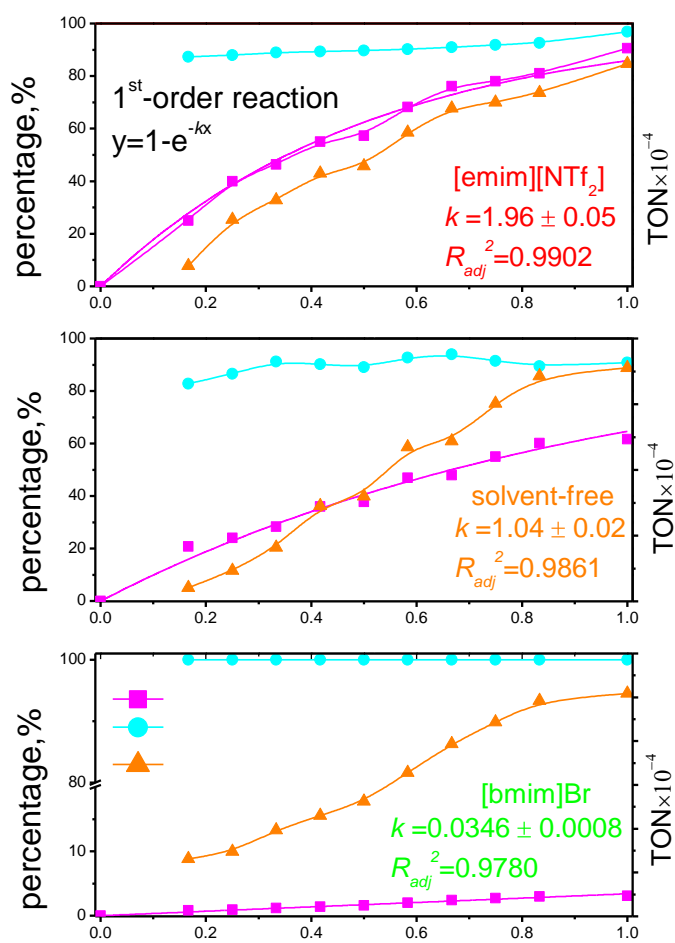 100
80
60
40
20
0
percentage,%
1st-order reaction
y=1-e-kx
[emim][NTf2]
k =1.96 ± 0.05
Radj2=0.9902
TON×10−4
0.0 0.2 0.4 0.6 0.8 1.0
100
80
60
40
20
0
percentage,%
solvent-free
k =1.04 ± 0.02
Radj2=0.9861
TON×10−4
0.0 0.2 0.4 0.6 0.8 1.0
100
80
10
0
percentage,%
[bmim]Br
k =0.0346 ± 0.0008
Radj2=0.9780
TON×10−4
0.0 0.2 0.4 0.6 0.8 1.0